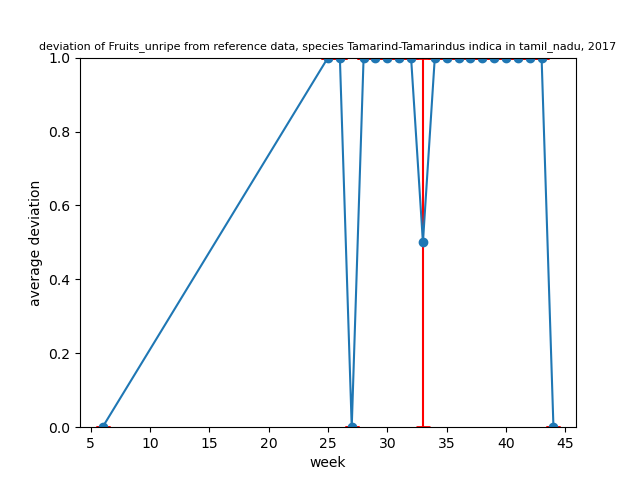 deviation of Fruits_unripe from reference data, species Tamarind-Tamarindus indica in tamil_nadu, 2017
1.0
0.8
0.6
0.4
0.2
0.0
average deviation
5 10 15 20 25 30 35 40 45
week